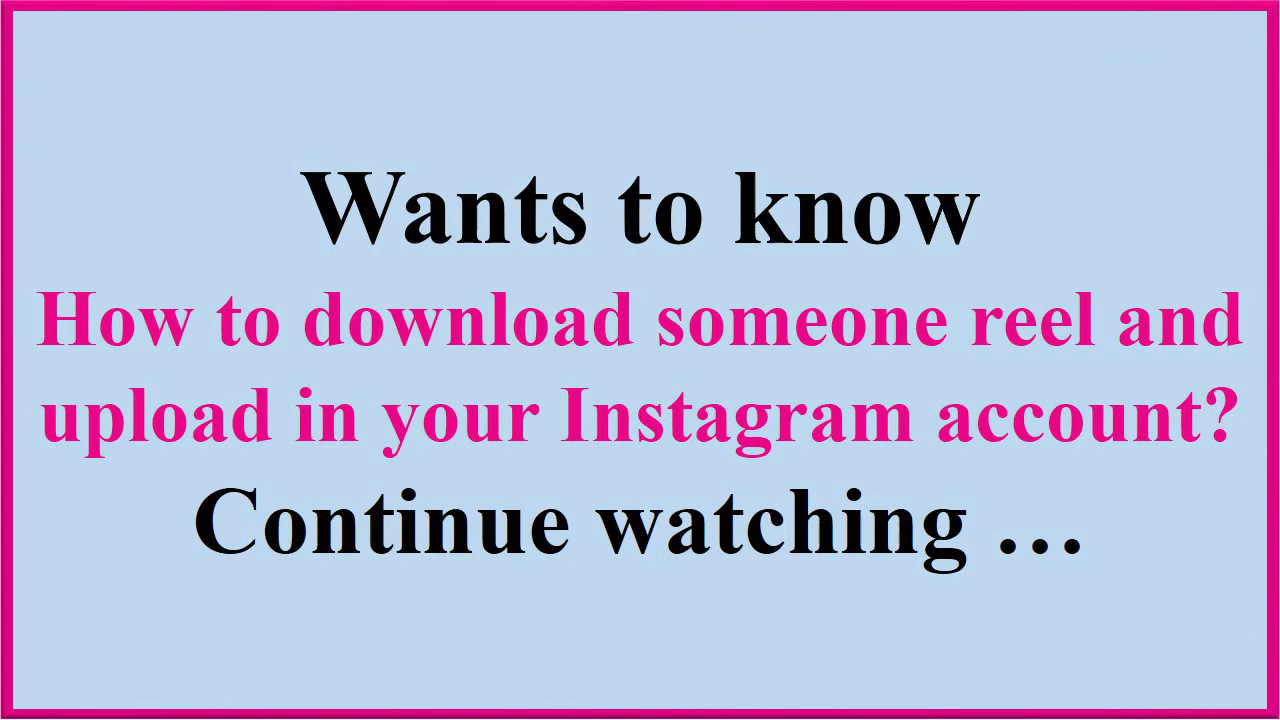 Wants to know
How to download someone reel and
upload in your Instagram account?
Continue watching …